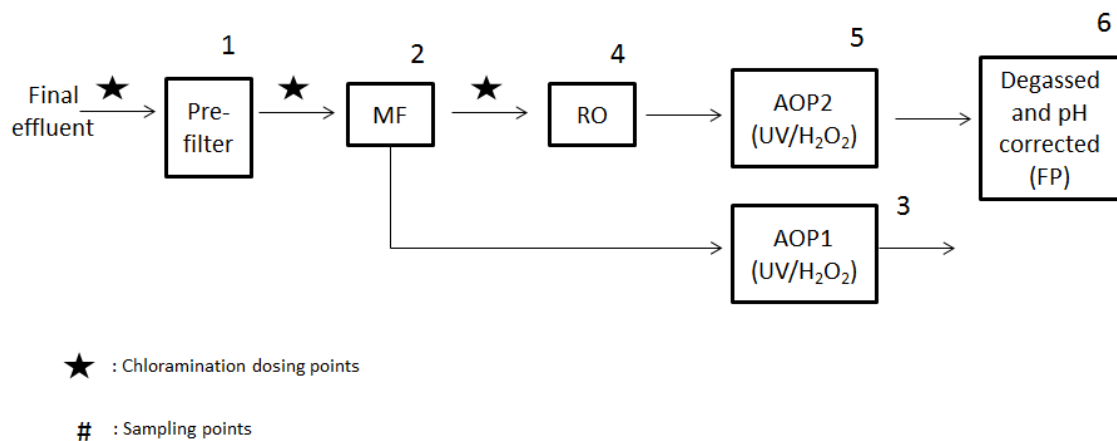 1
2
4
5
6
Final
effluent
Pre-
filter
MF
RO
AOP2
(UV/H₂O₂)
Degassed
and pH
corrected
(FP)
3
AOP1
(UV/H₂O₂)
: Chloramination dosing points
# : Sampling points